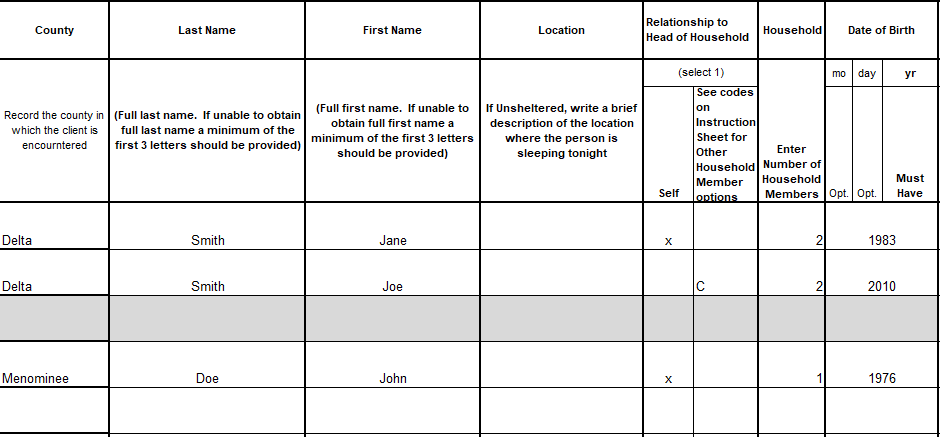 County Last Name First Name Location Relationship to Head of Household Household Date of Birth
(select 1) mo day yr
Record the county in
which the client is
encourntered
(Full last name. If unable to obtain
full last name a minimum of the
first 3 letters should be provided)
(Full first name. If unable to
obtain full first name a
minimum of the first 3 letters
should be provided)
If Unsheltered, write a brief
description of the location
where the person is
sleeping tonight
Self
See codes
on
Instruction
Sheet for
Other
Household
Member
options
Enter
Number of
Household
Members
Opt. Opt.
Must
Have
Delta Smith Jane x 2 1983
Delta Smith Joe C 2 2010
Menominee Doe John x 1 1976